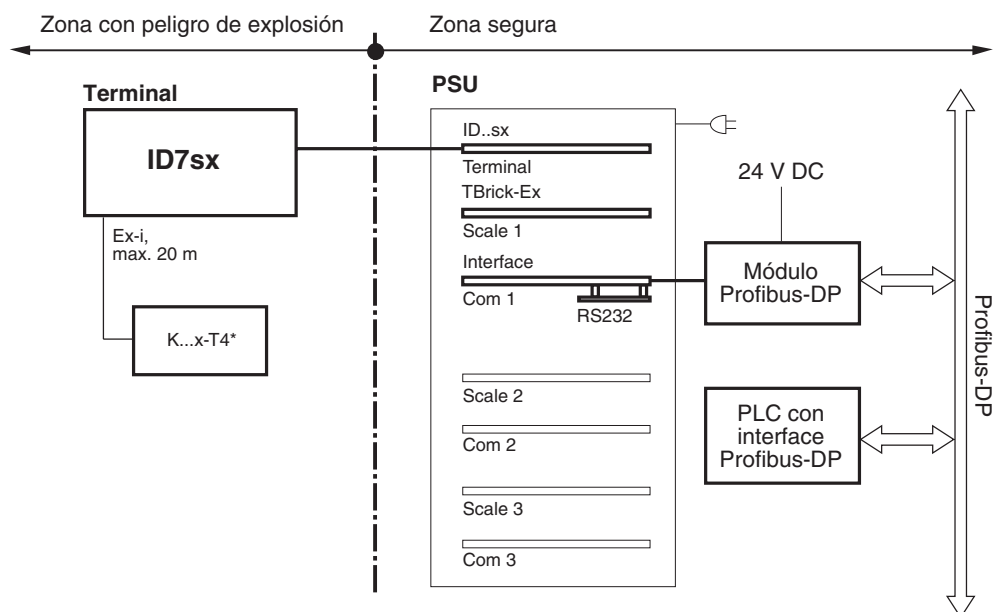 Zona con peligro de explosión
Zona segura
Terminal
ID7sx
Ex-i,
max. 20 m
K...x-T4*
PSU
ID..sx
Terminal
TBrick-Ex
Scale 1
Interface
Com 1
RS232
Scale 2
Com 2
Scale 3
Com 3
24 V DC
Módulo
Profibus-DP
PLC con
interface
Profibus-DP
Profibus-DP